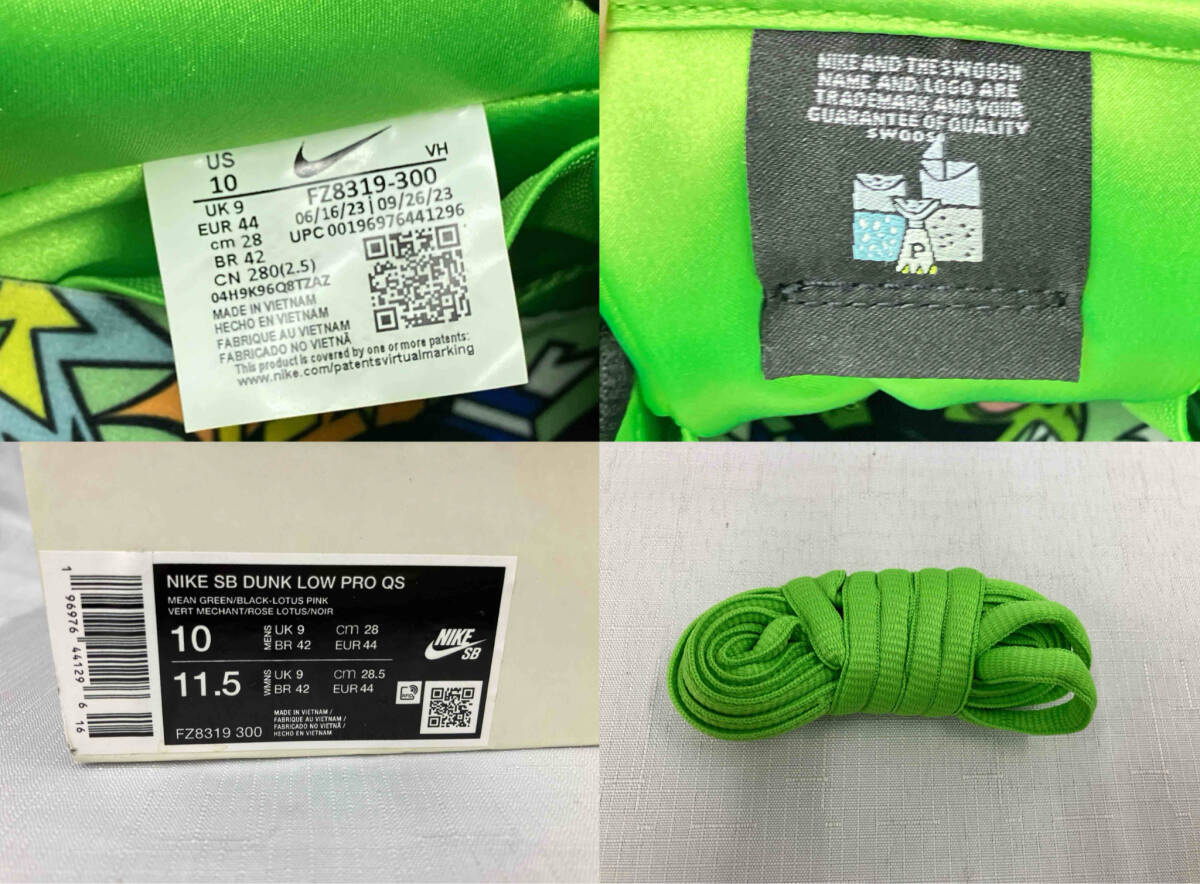 US
10
VH
FZ8319-300
UK 9
06/16/23 | 09/26/23
EUR 44
UPC 00196976441296
cm 28
BR 42
CN 280(2.5)
04H9K96Q8TZAZ
MADE IN VIETNAM
HECHO EN VIETNAM
FABRIQUE AU VIETNAM
FABRICADO NO VIETNÃ
This product is covered by one or more patents:
www.nike.com/patentsvirtualmarking
NIKE AND THE SWOOSH
NAME AND LOGO ARE
TRADEMARK AND YOUR
GUARANTEE OF QUALITY
SWOOSH
P
1 96976 44129 6 16
NIKE SB DUNK LOW PRO QS
MEAN GREEN/BLACK-LOTUS PINK
VERT MECHANT/ROSE LOTUS/NOIR
10 MENS UK 9 cm 28
BR 42 EUR 44
NIKE SB
11.5 WMNS UK 9 cm 28.5
BR 42 EUR 44
MADE IN VIETNAM /
FABRIQUE AU VIETNAM /
FABRICADO NO VIETNÃ /
HECHO EN VIETNAM
FZ8319 300